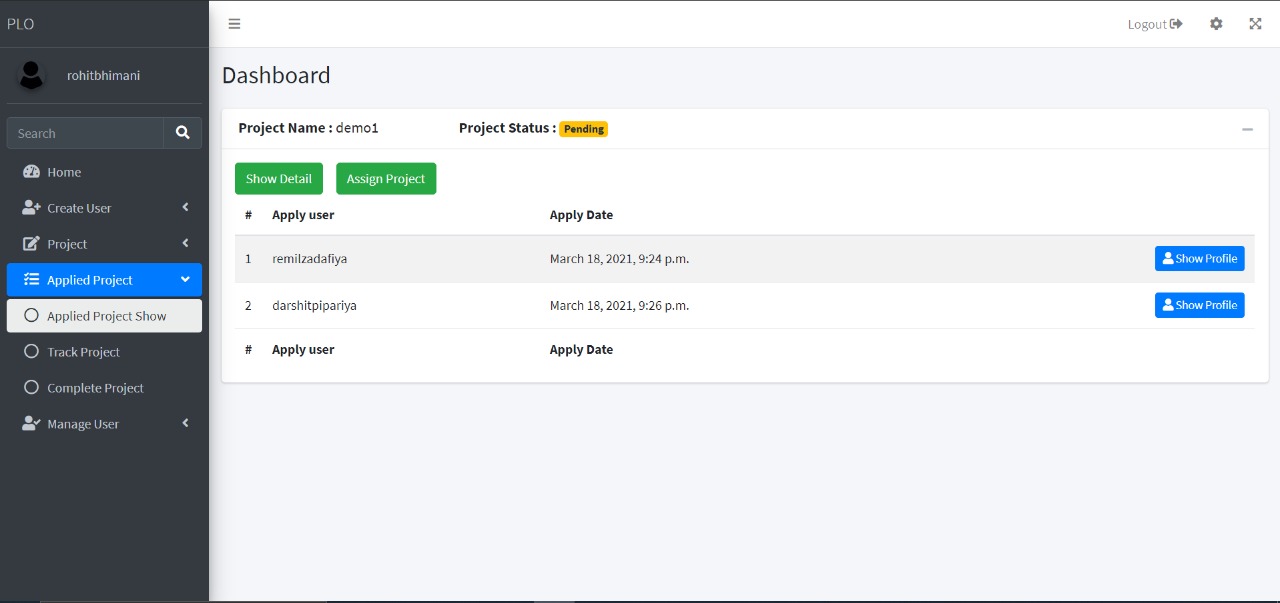 PLO
Logout
rohitbhimani
Dashboard
Search
Project Name : demo1 Project Status : Pending
Home
Create User
Project
Applied Project
Applied Project Show
Track Project
Complete Project
Manage User
Show Detail Assign Project
# Apply user Apply Date
1 remilzadafiya March 18, 2021, 9:24 p.m. Show Profile
2 darshitpipariya March 18, 2021, 9:26 p.m. Show Profile
# Apply user Apply Date